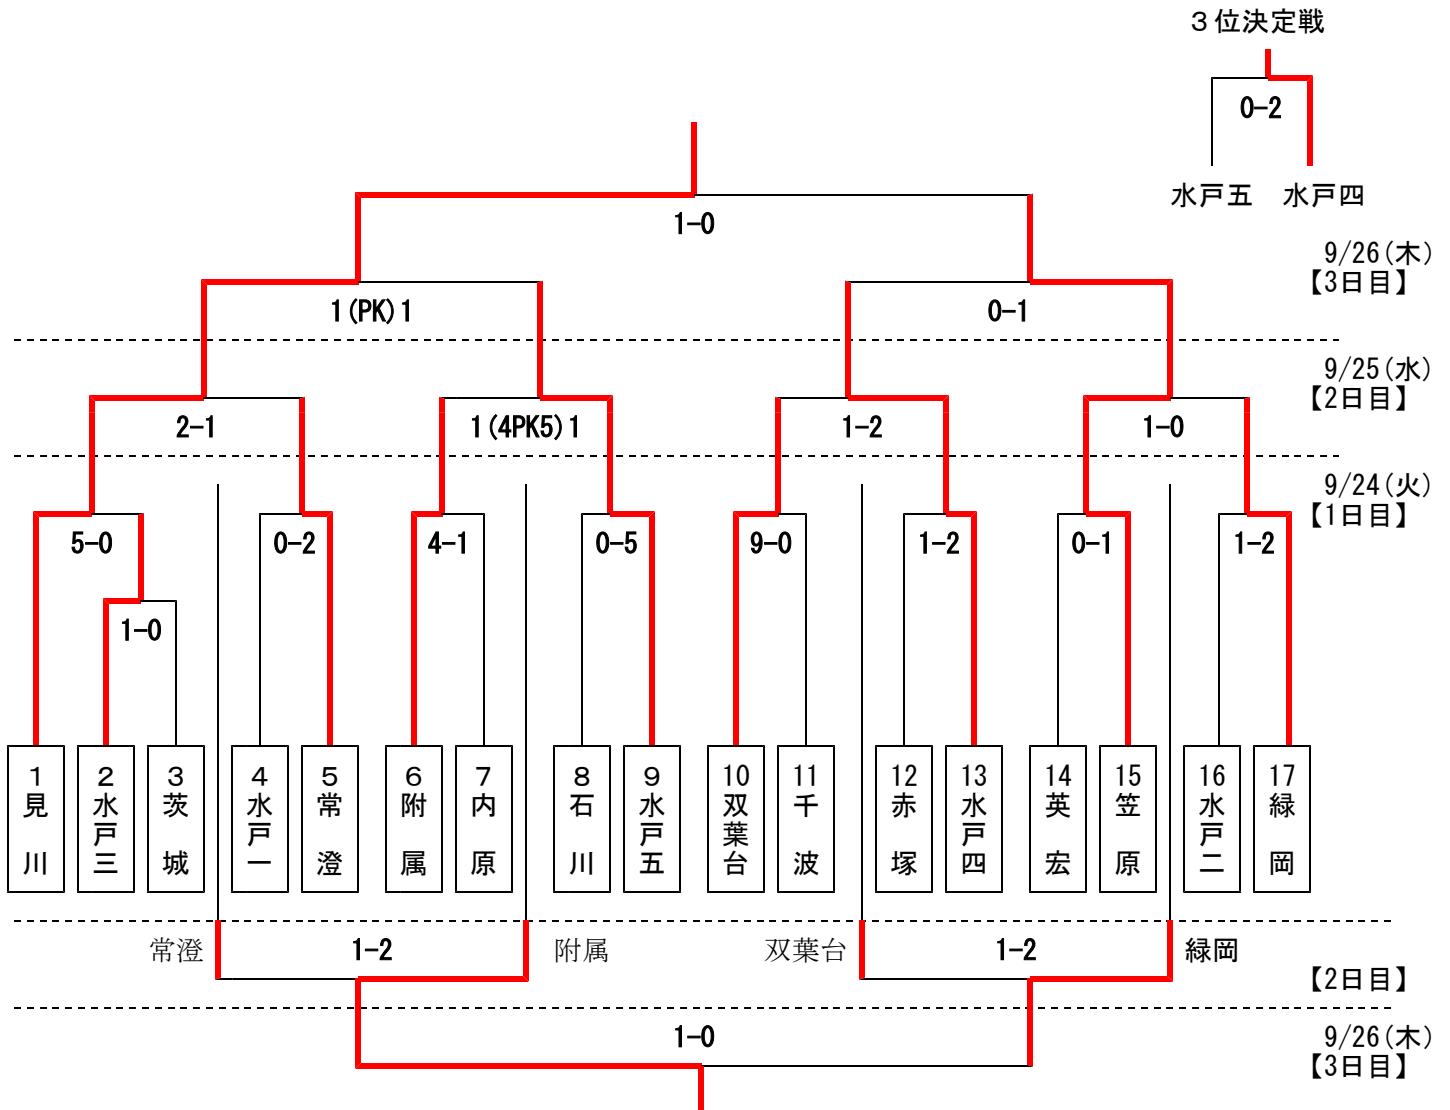 ３位決定戦
0−2
水戸五　水戸四
1−0
9/26(木)
【3日目】
1(PK)1
0−1
9/25(水)
【2日目】
2−1
1(4PK5)1
1−2
1−0
9/24(火)
【1日目】
5−0
0−2
4−1
0−5
9−0
1−2
0−1
1−2
1−0
1 見川
2 水戸三
3 茨城
4 水戸一
5 常澄
6 附属
7 内原
8 石川
9 水戸五
10 双葉台
11 千波
12 赤塚
13 水戸四
14 英宏
15 笠原
16 水戸二
17 緑岡
常澄
1−2
附属
双葉台
1−2
緑岡
【2日目】
1−0
9/26(木)
【3日目】